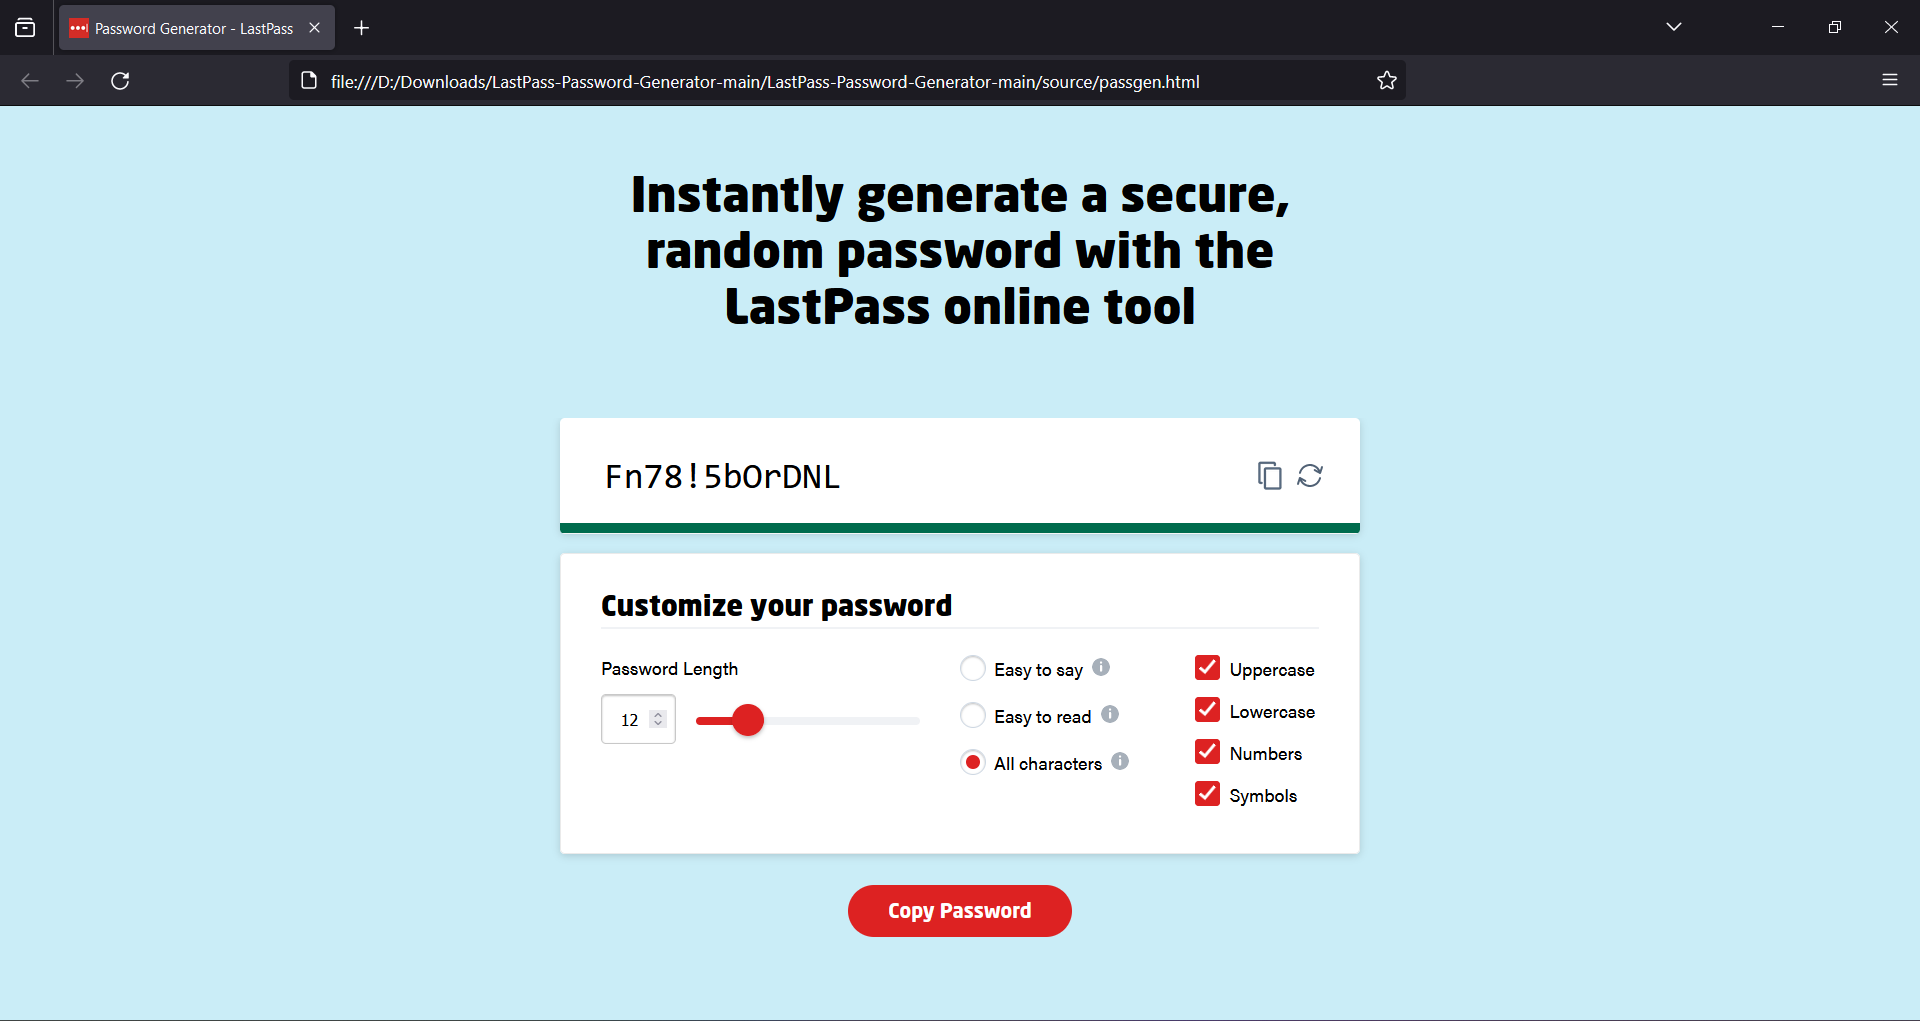 Password Generator - LastPass
file:///D:/Downloads/LastPass-Password-Generator-main/LastPass-Password-Generator-main/source/passgen.html
Instantly generate a secure,
random password with the
LastPass online tool
Fn78!5bOrDNL
Customize your password
Password Length
12
Easy to say
Easy to read
All characters
Uppercase
Lowercase
Numbers
Symbols
Copy Password